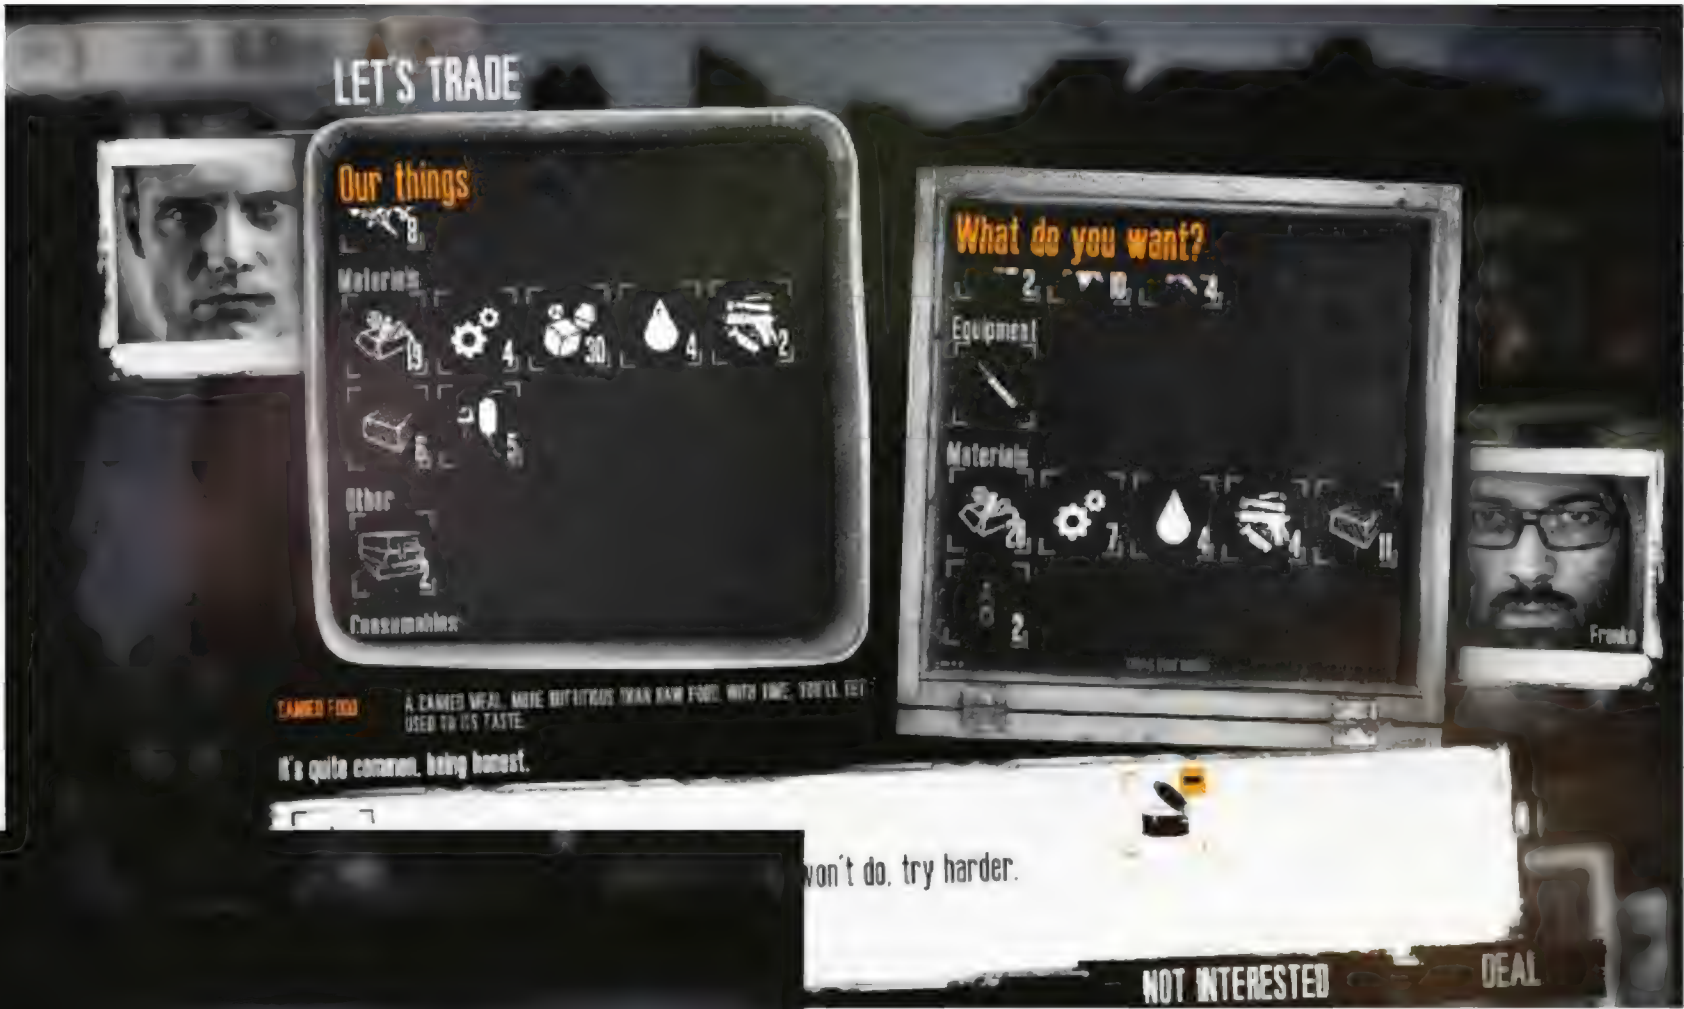 LET'S TRADE
Our things
8
Materials
19 4 30 4 2
6 5
Other
2
Consumables
What do you want?
2 4
Equipment
Materials
7 4 4 11
2
Franko
CANNED FOOD
A CANNED MEAL. MORE NUTRITIOUS THAN RAW FOOD. WITH TIME, YOU'LL GET
USED TO ITS TASTE.
It's quite common, being honest.
won't do, try harder.
NOT INTERESTED
DEAL